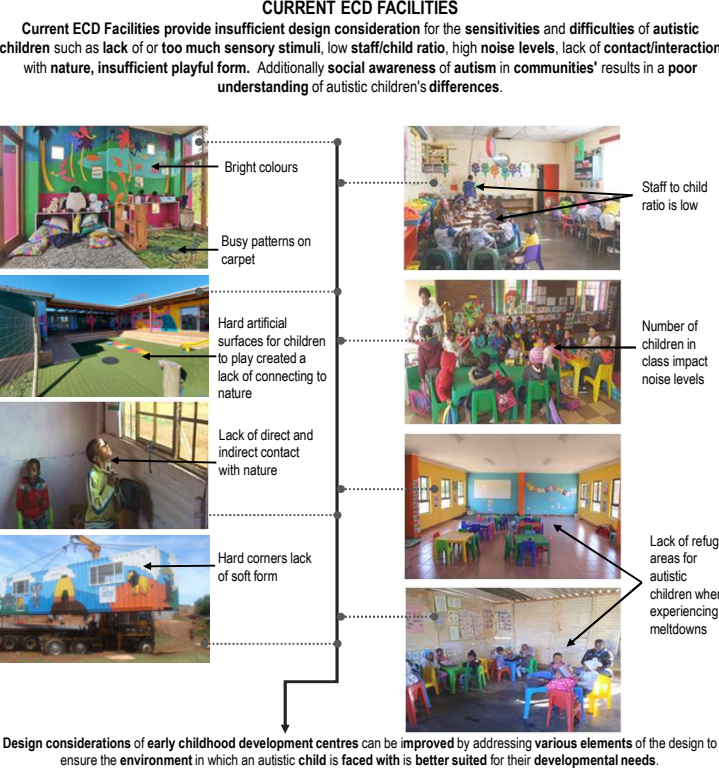 CURRENT ECD FACILITIES
Current ECD Facilities provide insufficient design consideration for the sensitivities and difficulties of autistic
children such as lack of or too much sensory stimuli, low staff/child ratio, high noise levels, lack of contact/interaction
with nature, insufficient playful form. Additionally social awareness of autism in communities' results in a poor
understanding of autistic children's differences.
Bright colours
Busy patterns on
carpet
Hard artificial
surfaces for children
to play created a
lack of connecting to
nature
Lack of direct and
indirect contact
with nature
Hard corners lack
of soft form
Staff to child
ratio is low
Number of
children in
class impact
noise levels
Lack of refug
areas for
autistic
children when
experiencing
meltdowns
Design considerations of early childhood development centres can be improved by addressing various elements of the design to
ensure the environment in which an autistic child is faced with is better suited for their developmental needs.